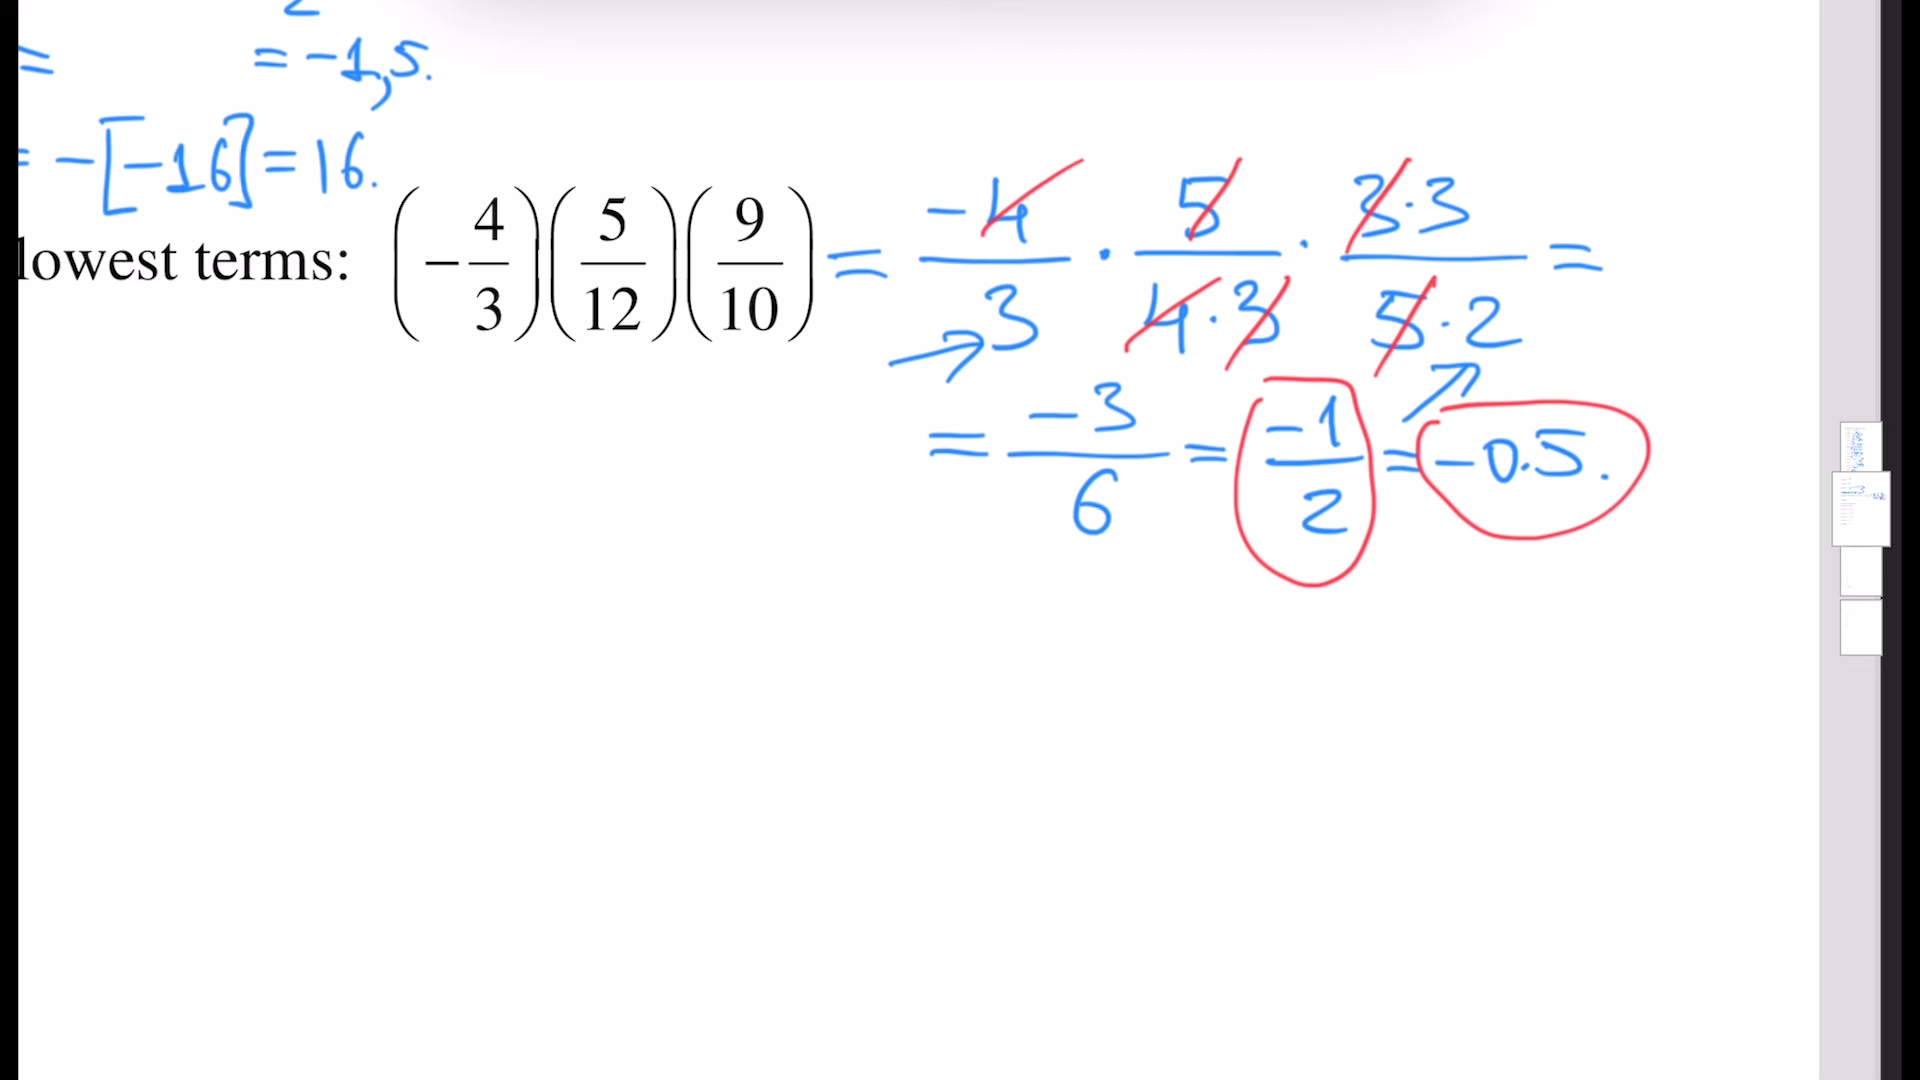 2
= = -1,5.
= -[-16] = 16.
lowest terms: (-4/3)(5/12)(9/10) = -4/3 · 5/4·3 · 3·3/5·2 =
= -3/6 = -1/2 = -0.5.